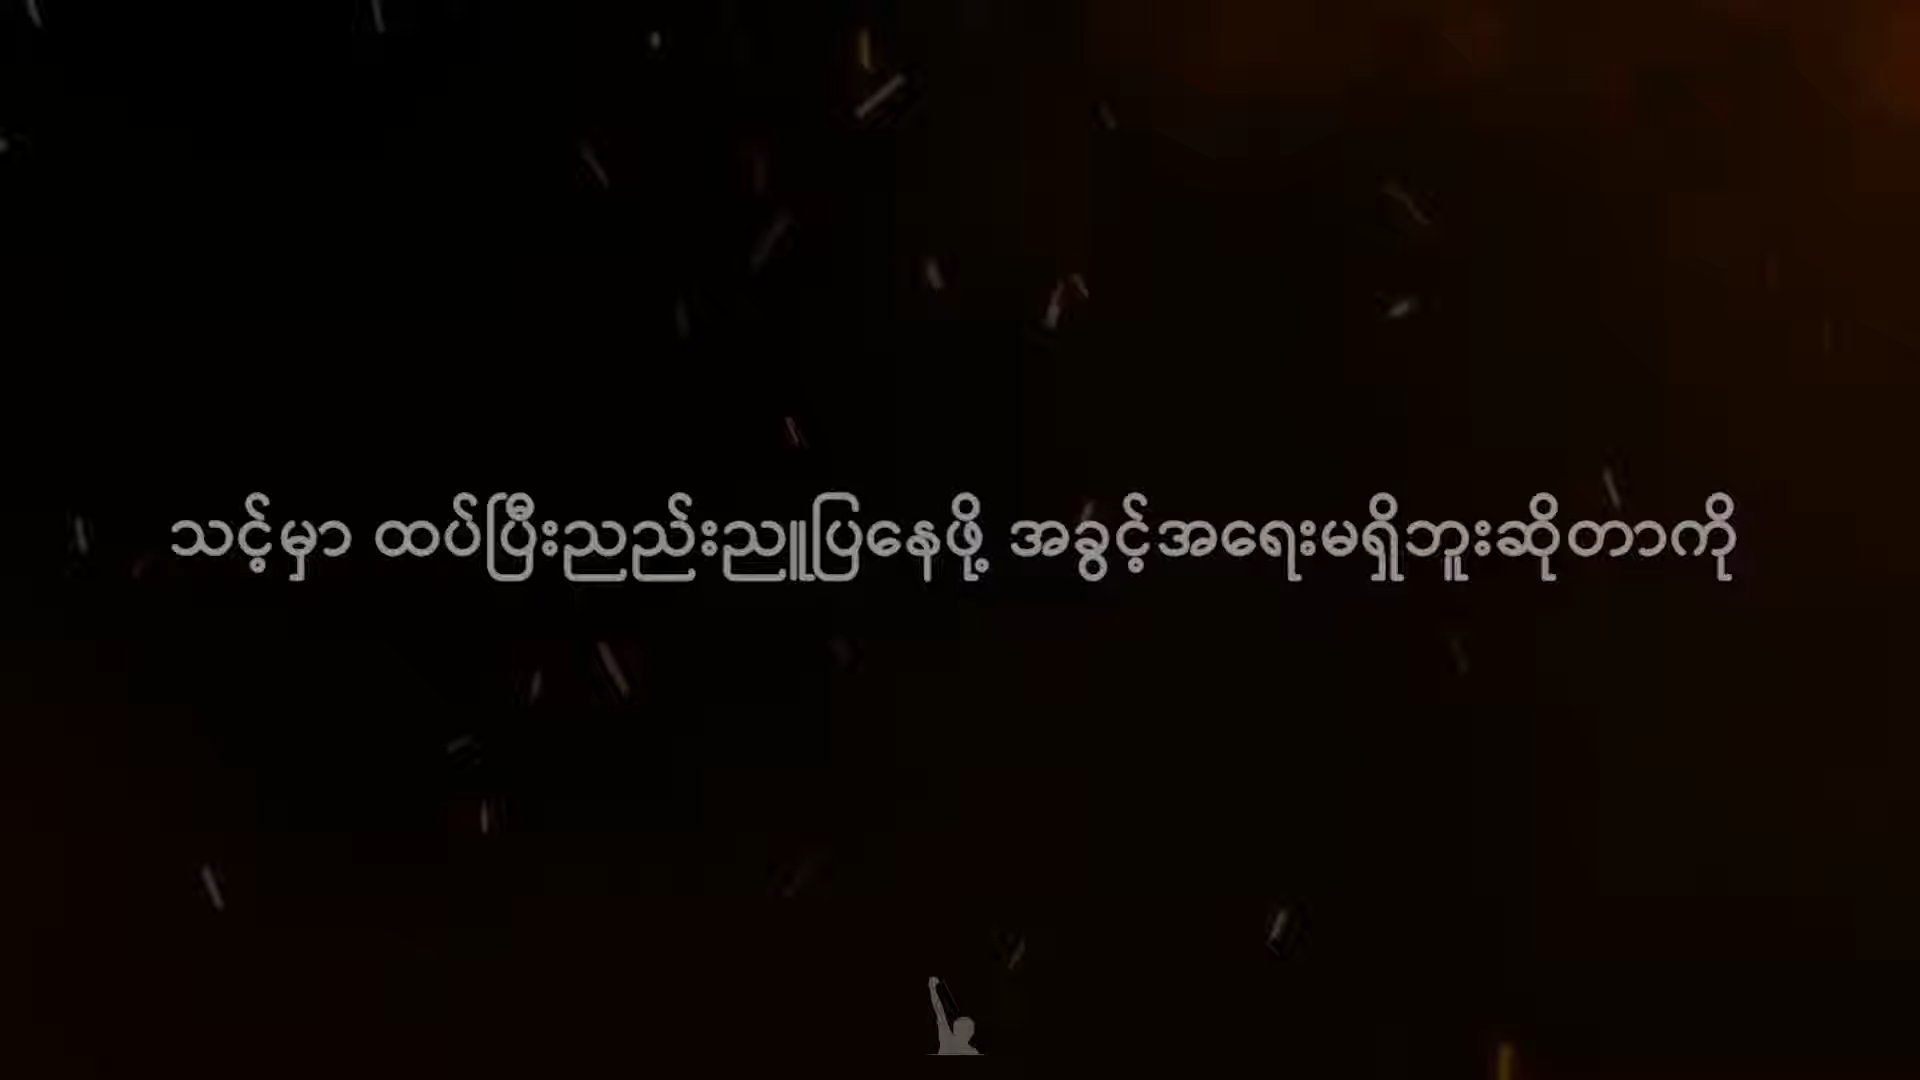 သင့်မှာ ထပ်ပြီးညည်းညူပြနေဖို့ အခွင့်အရေးမရှိဘူးဆိုတာကို